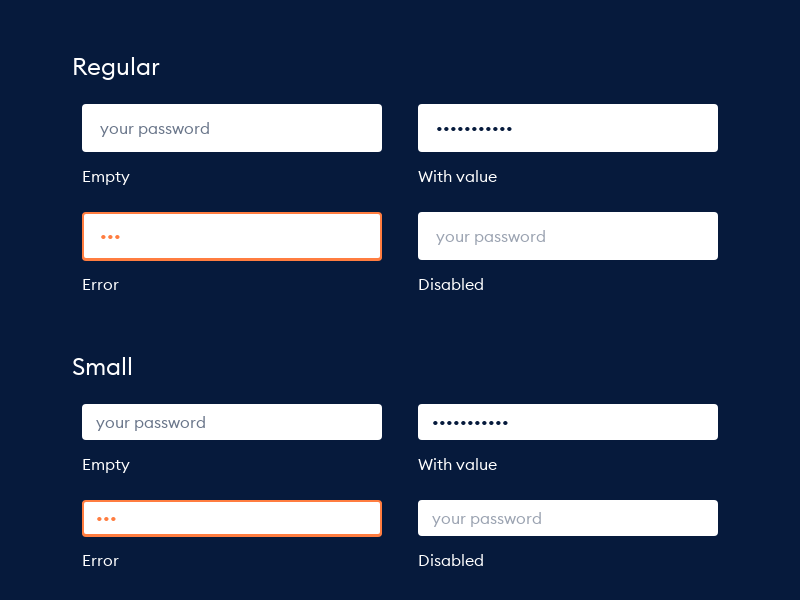 Regular
your password
•••••••••••
Empty
With value
•••
your password
Error
Disabled
Small
your password
•••••••••••
Empty
With value
•••
your password
Error
Disabled